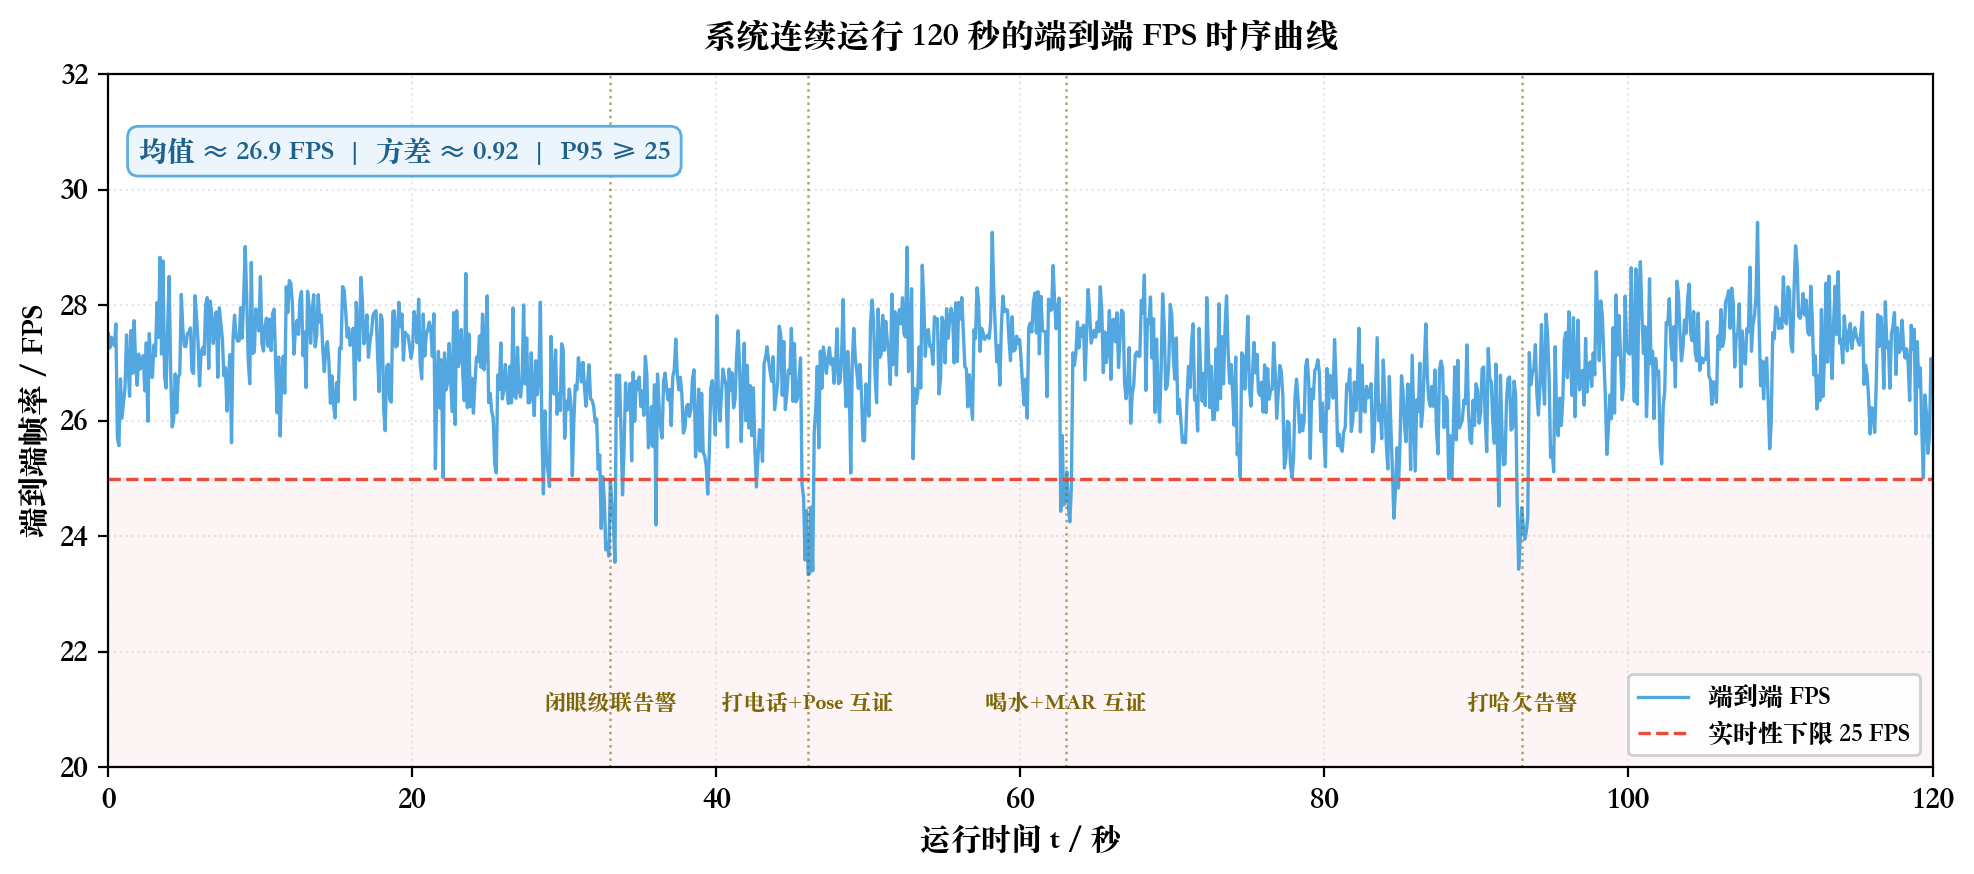 系统连续运行 120 秒的端到端 FPS 时序曲线
端到端帧率 / FPS
32
30
28
26
24
22
20
均值 ≈ 26.9 FPS | 方差 ≈ 0.92 | P95 ⩾ 25
闭眼级联告警
打电话+Pose 互证
喝水+MAR 互证
打哈欠告警
端到端 FPS
实时性下限 25 FPS
0
20
40
60
80
100
120
运行时间 t / 秒